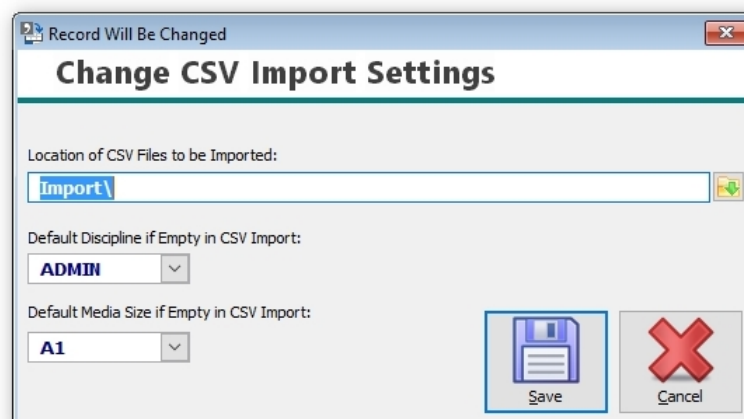 Record Will Be Changed
Change CSV Import Settings
Location of CSV Files to be Imported:
Import\
Default Discipline if Empty in CSV Import:
ADMIN
Default Media Size if Empty in CSV Import:
A1
Save
Cancel